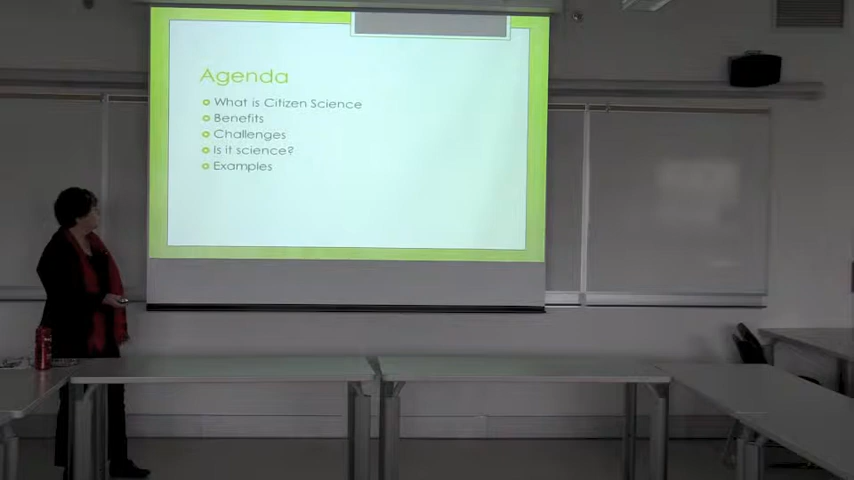 Agenda
What is Citizen Science
Benefits
Challenges
Is it science?
Examples